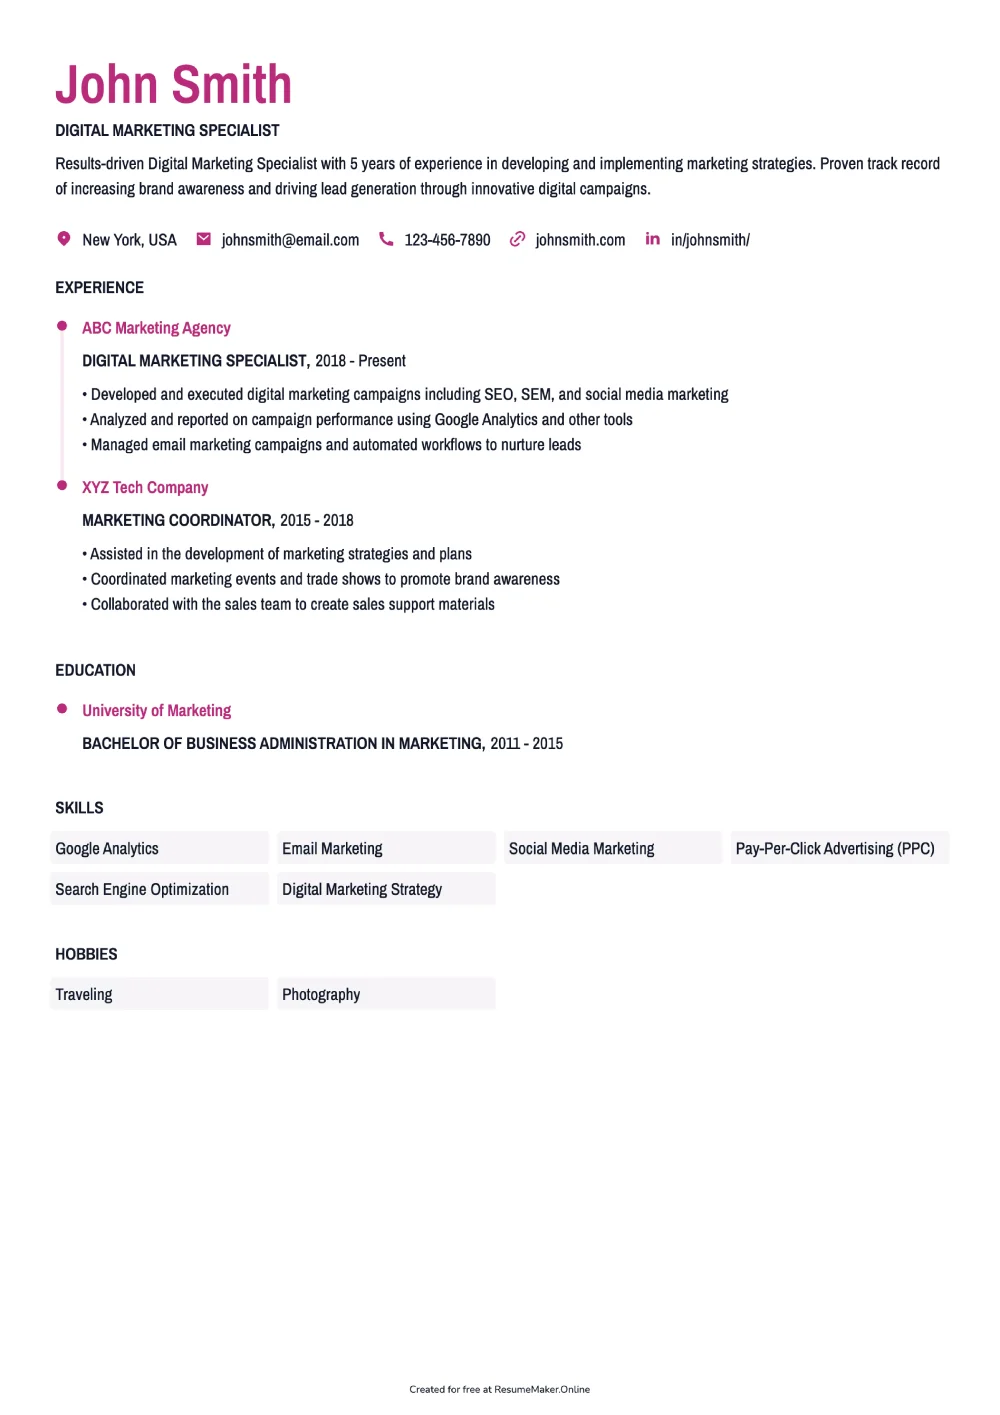 John Smith
DIGITAL MARKETING SPECIALIST
Results-driven Digital Marketing Specialist with 5 years of experience in developing and implementing marketing strategies. Proven track record
of increasing brand awareness and driving lead generation through innovative digital campaigns.
New York, USA johnsmith@email.com 123-456-7890 johnsmith.com in in/johnsmith/
EXPERIENCE
ABC Marketing Agency
DIGITAL MARKETING SPECIALIST, 2018 - Present
• Developed and executed digital marketing campaigns including SEO, SEM, and social media marketing
• Analyzed and reported on campaign performance using Google Analytics and other tools
• Managed email marketing campaigns and automated workflows to nurture leads
XYZ Tech Company
MARKETING COORDINATOR, 2015 - 2018
• Assisted in the development of marketing strategies and plans
• Coordinated marketing events and trade shows to promote brand awareness
• Collaborated with the sales team to create sales support materials
EDUCATION
University of Marketing
BACHELOR OF BUSINESS ADMINISTRATION IN MARKETING, 2011 - 2015
SKILLS
Google Analytics Email Marketing Social Media Marketing Pay-Per-Click Advertising (PPC)
Search Engine Optimization Digital Marketing Strategy
HOBBIES
Traveling Photography
Created for free at ResumeMaker.Online